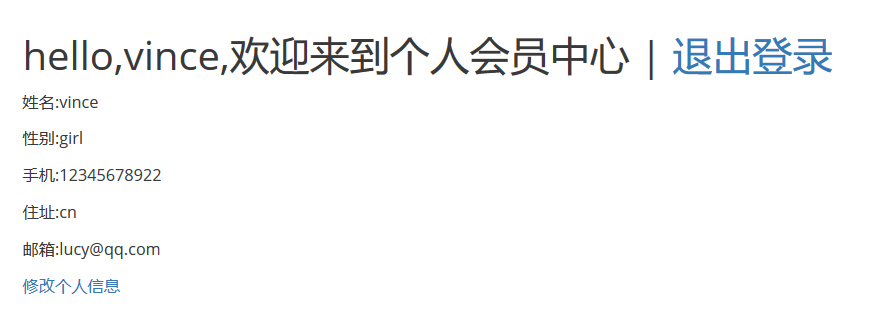 hello,vince,欢迎来到个人会员中心 | 退出登录
姓名:vince
性别:girl
手机:12345678922
住址:cn
邮箱:lucy@qq.com
修改个人信息